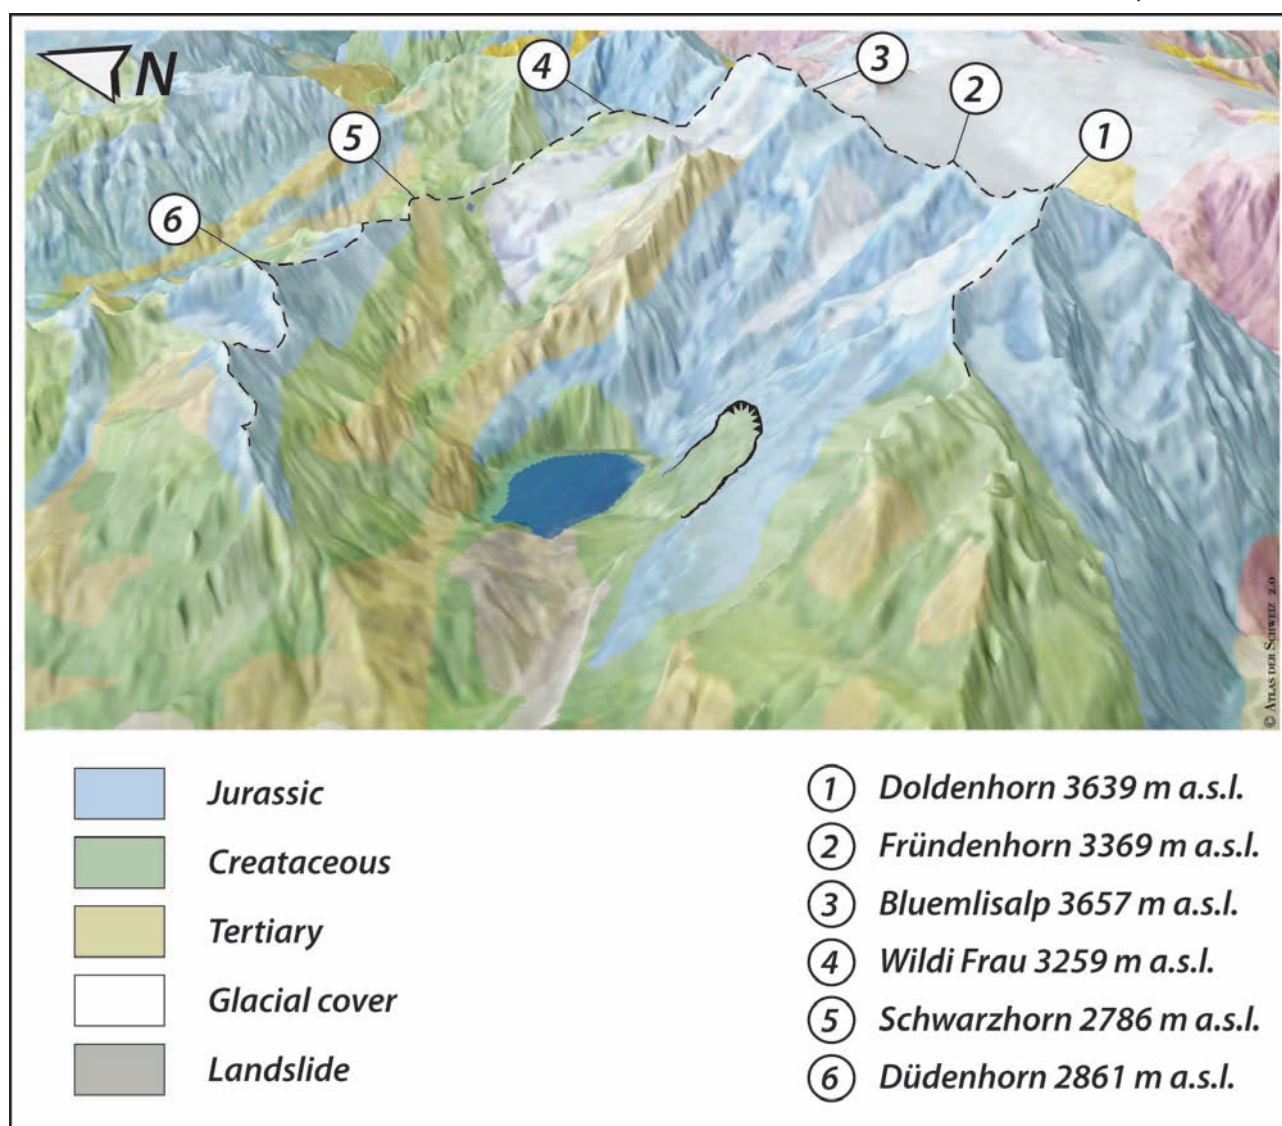 N
4
3
2
1
5
6
© ATLAS DER SCHWEIZ 2.0
Jurassic
Creataceous
Tertiary
Glacial cover
Landslide
1 Doldenhorn 3639 m a.s.l.
2 Fründenhorn 3369 m a.s.l.
3 Bluemlisalp 3657 m a.s.l.
4 Wildi Frau 3259 m a.s.l.
5 Schwarzhorn 2786 m a.s.l.
6 Düdenhorn 2861 m a.s.l.